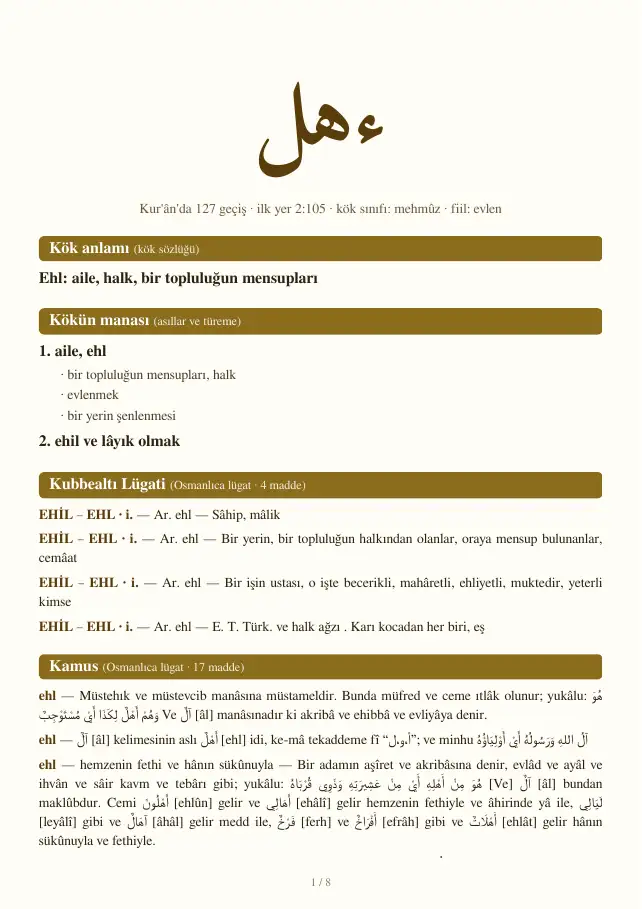 ءهل
Kur'ân'da 127 geçiş · ilk yer 2:105 · kök sınıfı: mehmûz · fiil: evlen
Kök anlamı (kök sözlüğü)
Ehl: aile, halk, bir topluluğun mensupları
Kökün manası (asıllar ve türeme)
1. aile, ehl
· bir topluluğun mensupları, halk
· evlenmek
· bir yerin şenlenmesi
2. ehil ve lâyık olmak
Kubbealtı Lügati (Osmanlıca lügat · 4 madde)
EHİL – EHL · i. — Ar. ehl — Sâhip, mâlik
EHİL – EHL · i. — Ar. ehl — Bir yerin, bir topluluğun halkından olanlar, oraya mensup bulunanlar,
cemâat
EHİL – EHL · i. — Ar. ehl — Bir işin ustası, o işte becerikli, mahâretli, ehliyetli, muktedir, yeterli
kimse
EHİL – EHL · i. — Ar. ehl — E. T. Türk. ve halk ağzı . Karı kocadan her biri, eş
Kamus (Osmanlıca lügat · 17 madde)
ehl — Müstehık ve müstevcib manâsına müstameldir. Bunda müfred ve ceme ıtlâk olunur; yukâlu: هُوَ
وَهُمْ أَهْلٌ لِكَذَا أَيْ مُسْتَوْجِبٌ Ve آلٌ [âl] manâsınadır ki akribâ ve ehibbâ ve evliyâya denir.
ehl — آلٌ [âl] kelimesinin aslı أَهْلٌ [ehl] idi, ke-mâ tekaddeme fî “أ،و،ل”; ve minhu آلُ اللهِ وَرَسُولُهُ أَيْ أَوْلِيَاؤُهُ
ehl — hemzenin fethi ve hânın sükûnuyla — Bir adamın aşîret ve akribâsına denir, evlâd ve ayâl ve
ihvân ve sâir kavm ve tebârı gibi; yukâlu: هُوَ مِنْ أَهْلِهِ أَيْ مِنْ عَشِيرَتِهِ وَذَوِي قُرْبَاهُ [Ve] آلٌ [âl] bundan
maklûbdur. Cemi أَهْلُونَ [ehlûn] gelir ve أَهَالِي [ehâlî] gelir hemzenin fethiyle ve âhirinde yâ ile, لَيَالِي
[leyâlî] gibi ve آهَالٌ [âhâl] gelir medd ile, فَرْخٌ [ferh] ve أَفْرَاخٌ [efrâh] gibi ve أَهْلَاتٌ [ehlât] gelir hânın
sükûnuyla ve fethiyle.
1 / 8